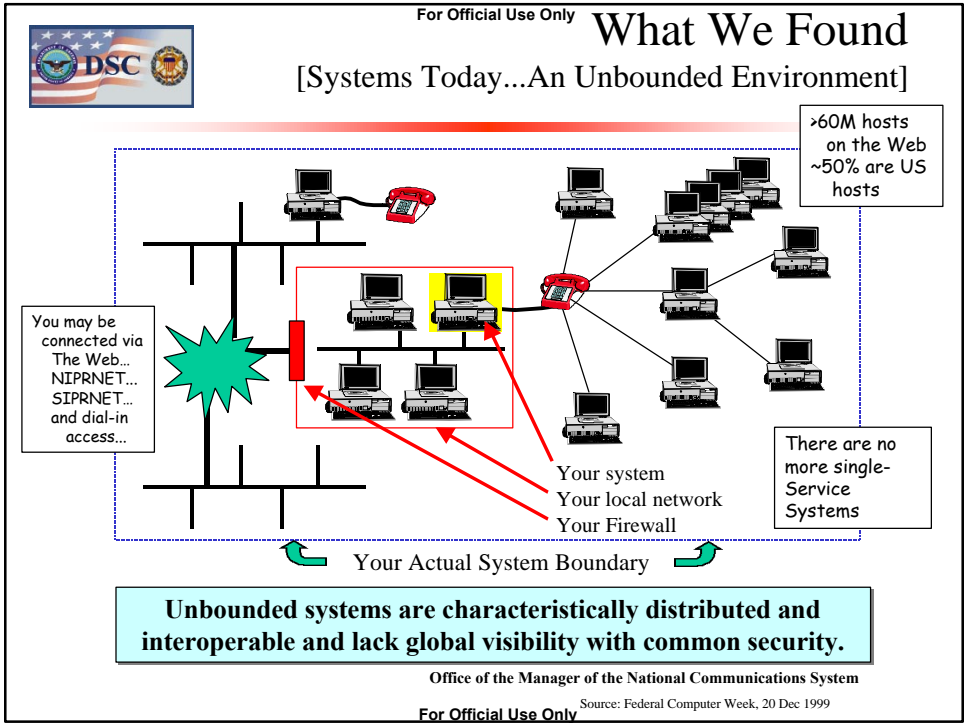 For Official Use Only
What We Found
DSC
[Systems Today...An Unbounded Environment]
>60M hosts
on the Web
~50% are US
hosts
You may be
connected via
The Web…
NIPRNET…
SIPRNET…
and dial-in
access…
There are no
more single-
Service
Systems
Your system
Your local network
Your Firewall
Your Actual System Boundary
Unbounded systems are characteristically distributed and
interoperable and lack global visibility with common security.
Office of the Manager of the National Communications System
Source: Federal Computer Week, 20 Dec 1999
For Official Use Only